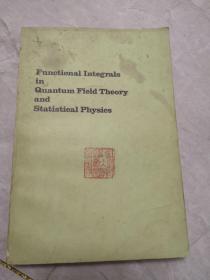 Functional Integrals
in
Quantum Field Theory
and
Statistical Physics